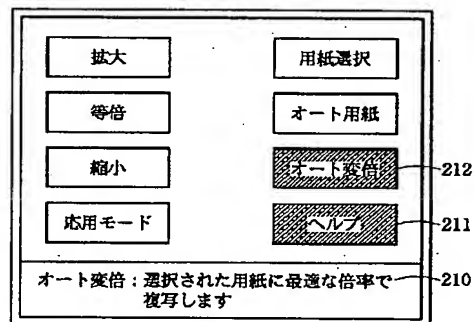 拡大 用紙選択
等倍 オート用紙
縮小 オート変倍 212
応用モード ヘルプ 211
オート変倍：選択された用紙に最適な倍率で 210
複写します